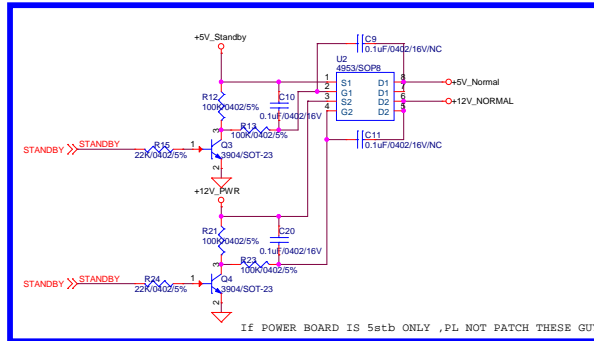 C9
+5V_Standby
0.1uF/0402/16V/NC
U2
4953/SOP8
1 S1 D1 8
2 G1 D1 7
3 S2 D2 6
4 G2 D2 5
+5V_Normal
+12V_NORMAL
R12
100K/0402/5%
C10
0.1uF/0402/16V
R13
100K/0402/5%
C11
0.1uF/0402/16V/NC
STANDBY STANDBY
R15
22K/0402/5%
1
3
2
Q3
3904/SOT-23
+12V_PWR
R21
100K/0402/5%
C20
0.1uF/0402/16V
R23
100K/0402/5%
STANDBY STANDBY
R24
22K/0402/5%
1
3
2
Q4
3904/SOT-23
If POWER BOARD IS 5stb ONLY ,PL NOT PATCH THESE GU